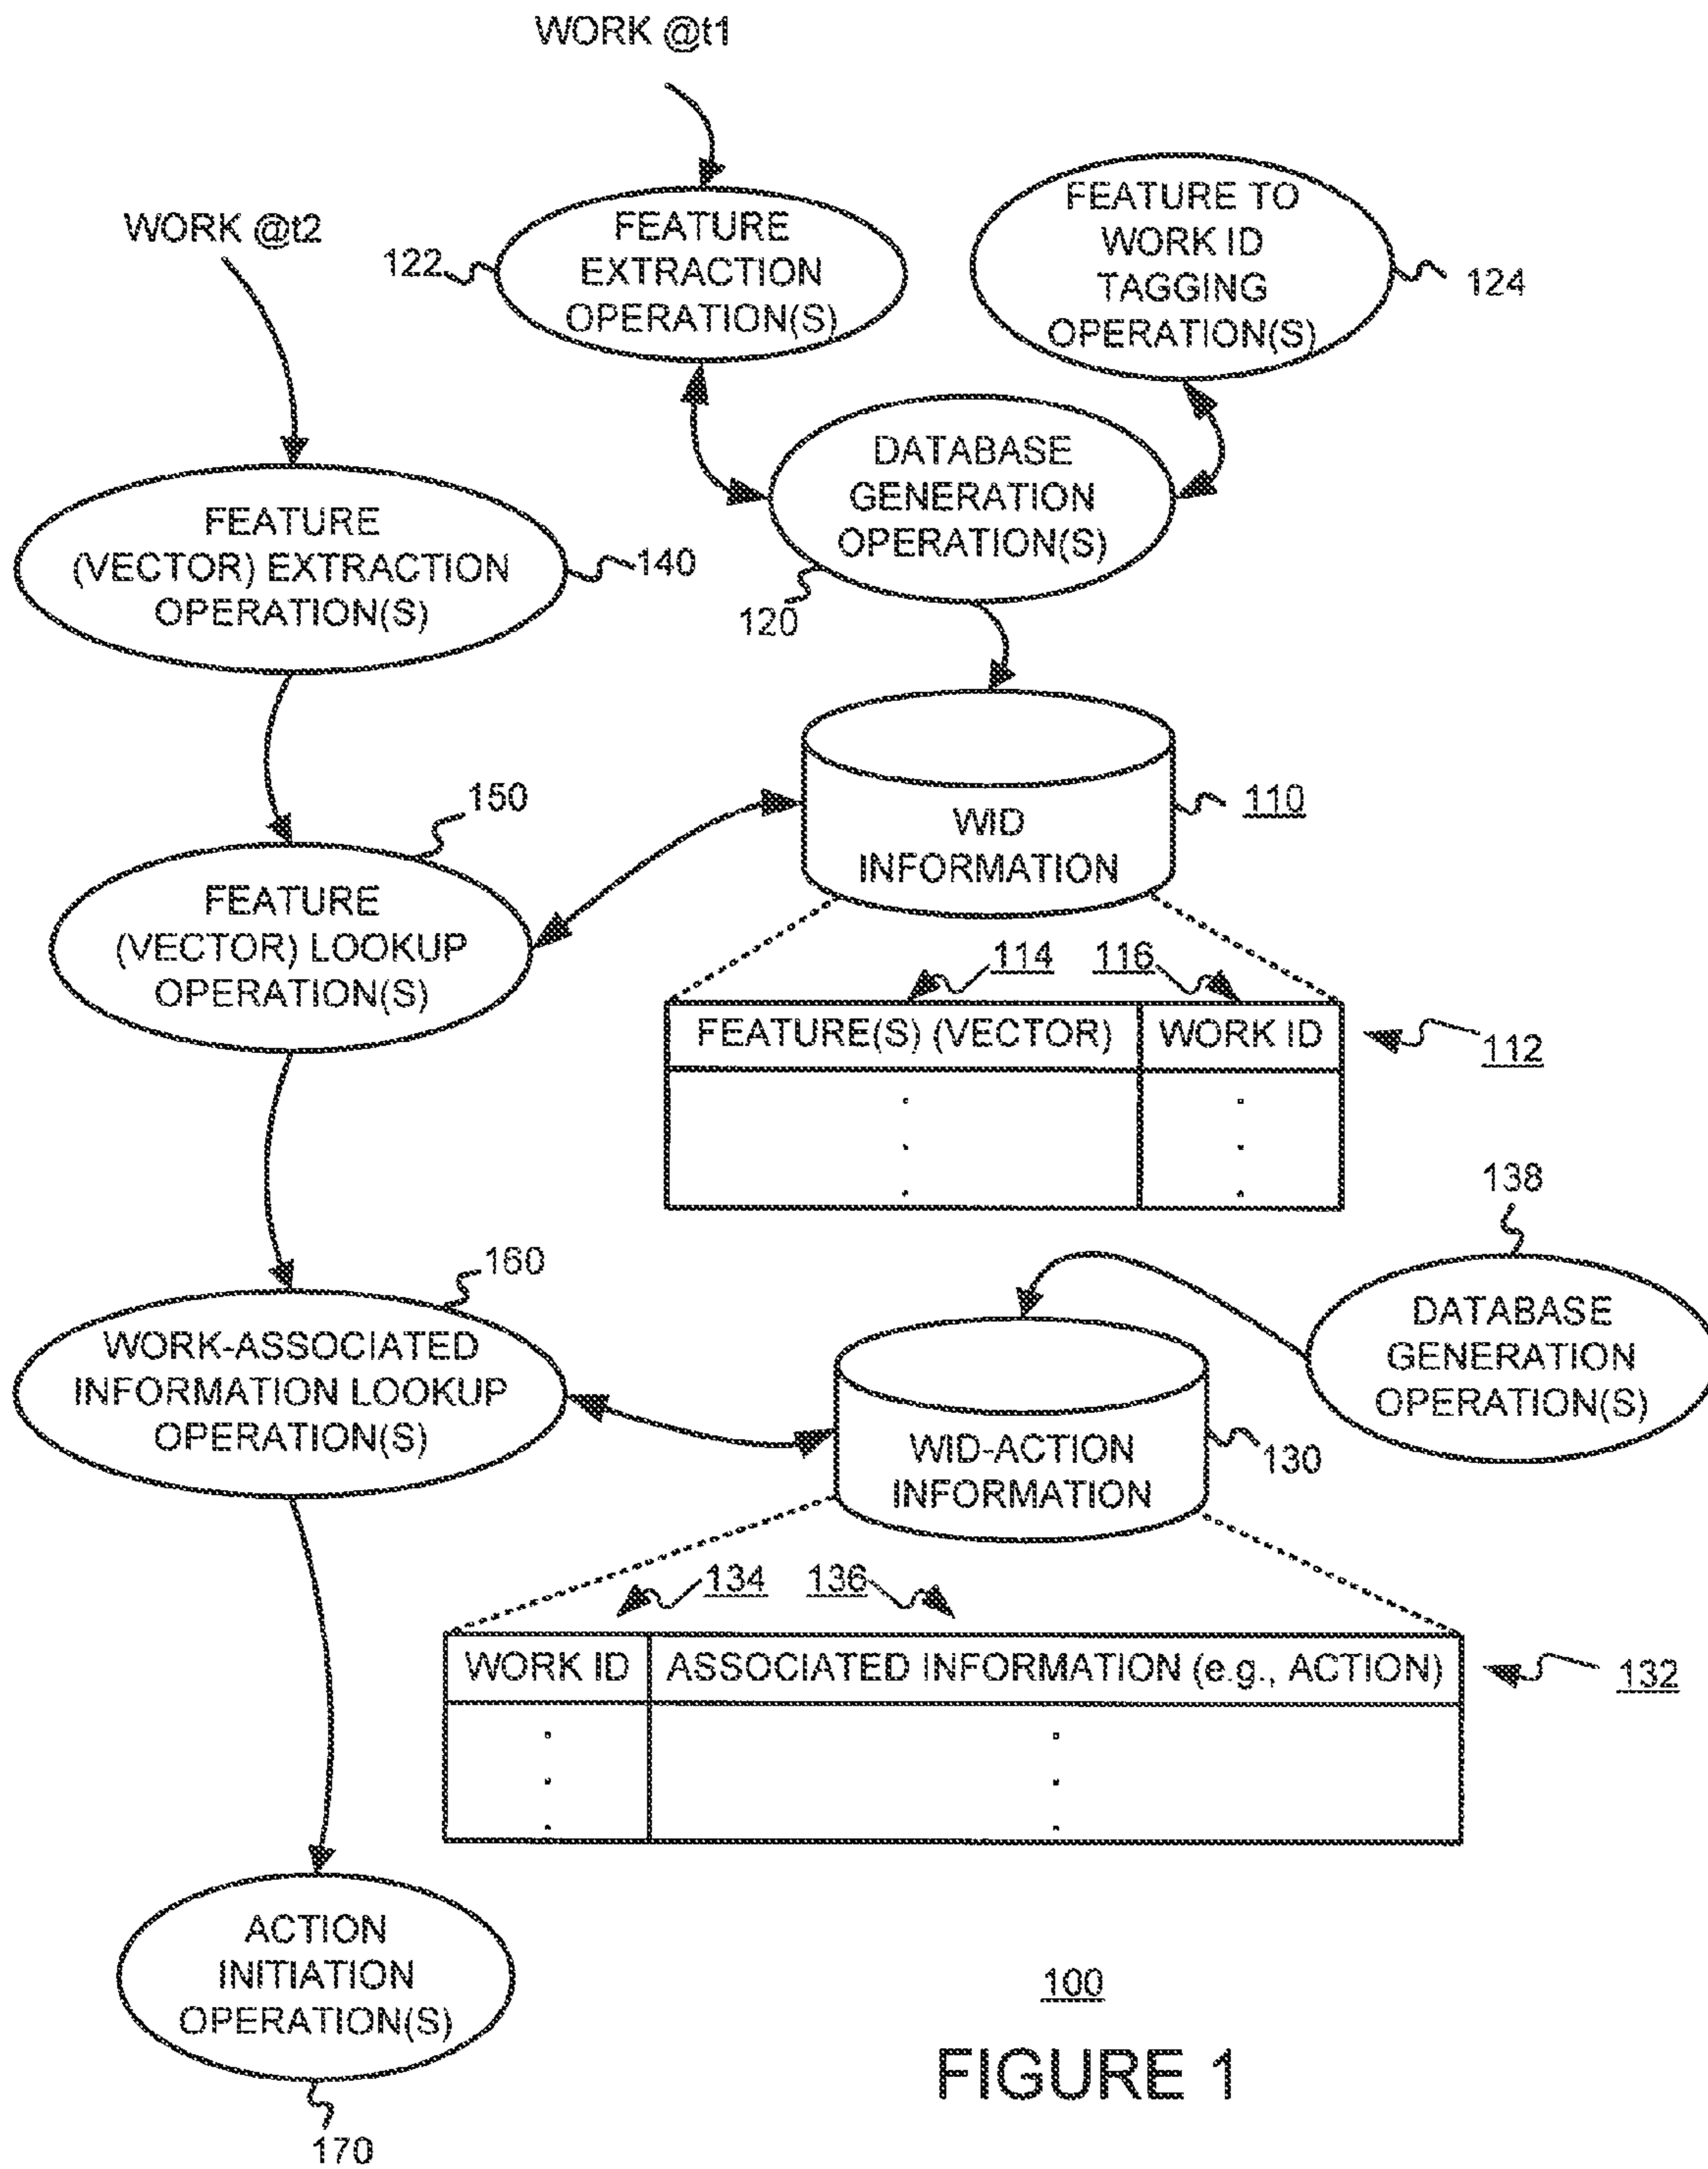 WORK @t1
WORK @t2
122
FEATURE
EXTRACTION
OPERATION(S)
FEATURE TO
WORK ID
TAGGING
OPERATION(S)
124
DATABASE
GENERATION
OPERATION(S)
120
FEATURE
(VECTOR) EXTRACTION
OPERATION(S)
140
150
WID
INFORMATION
110
FEATURE
(VECTOR) LOOKUP
OPERATION(S)
114
116
FEATURE(S) (VECTOR)
WORK ID
112
138
DATABASE
GENERATION
OPERATION(S)
160
WORK-ASSOCIATED
INFORMATION LOOKUP
OPERATION(S)
WID-ACTION
INFORMATION
130
134
136
WORK ID
ASSOCIATED INFORMATION (e.g., ACTION)
132
ACTION
INITIATION
OPERATION(S)
170
100
FIGURE 1